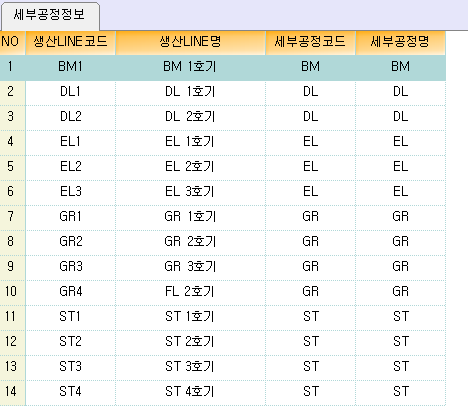 세부공정정보
NO 생산LINE코드 생산LINE명 세부공정코드 세부공정명
1 BM1 BM 1호기 BM BM
2 DL1 DL 1호기 DL DL
3 DL2 DL 2호기 DL DL
4 EL1 EL 1호기 EL EL
5 EL2 EL 2호기 EL EL
6 EL3 EL 3호기 EL EL
7 GR1 GR 1호기 GR GR
8 GR2 GR 2호기 GR GR
9 GR3 GR 3호기 GR GR
10 GR4 FL 2호기 GR GR
11 ST1 ST 1호기 ST ST
12 ST2 ST 2호기 ST ST
13 ST3 ST 3호기 ST ST
14 ST4 ST 4호기 ST ST